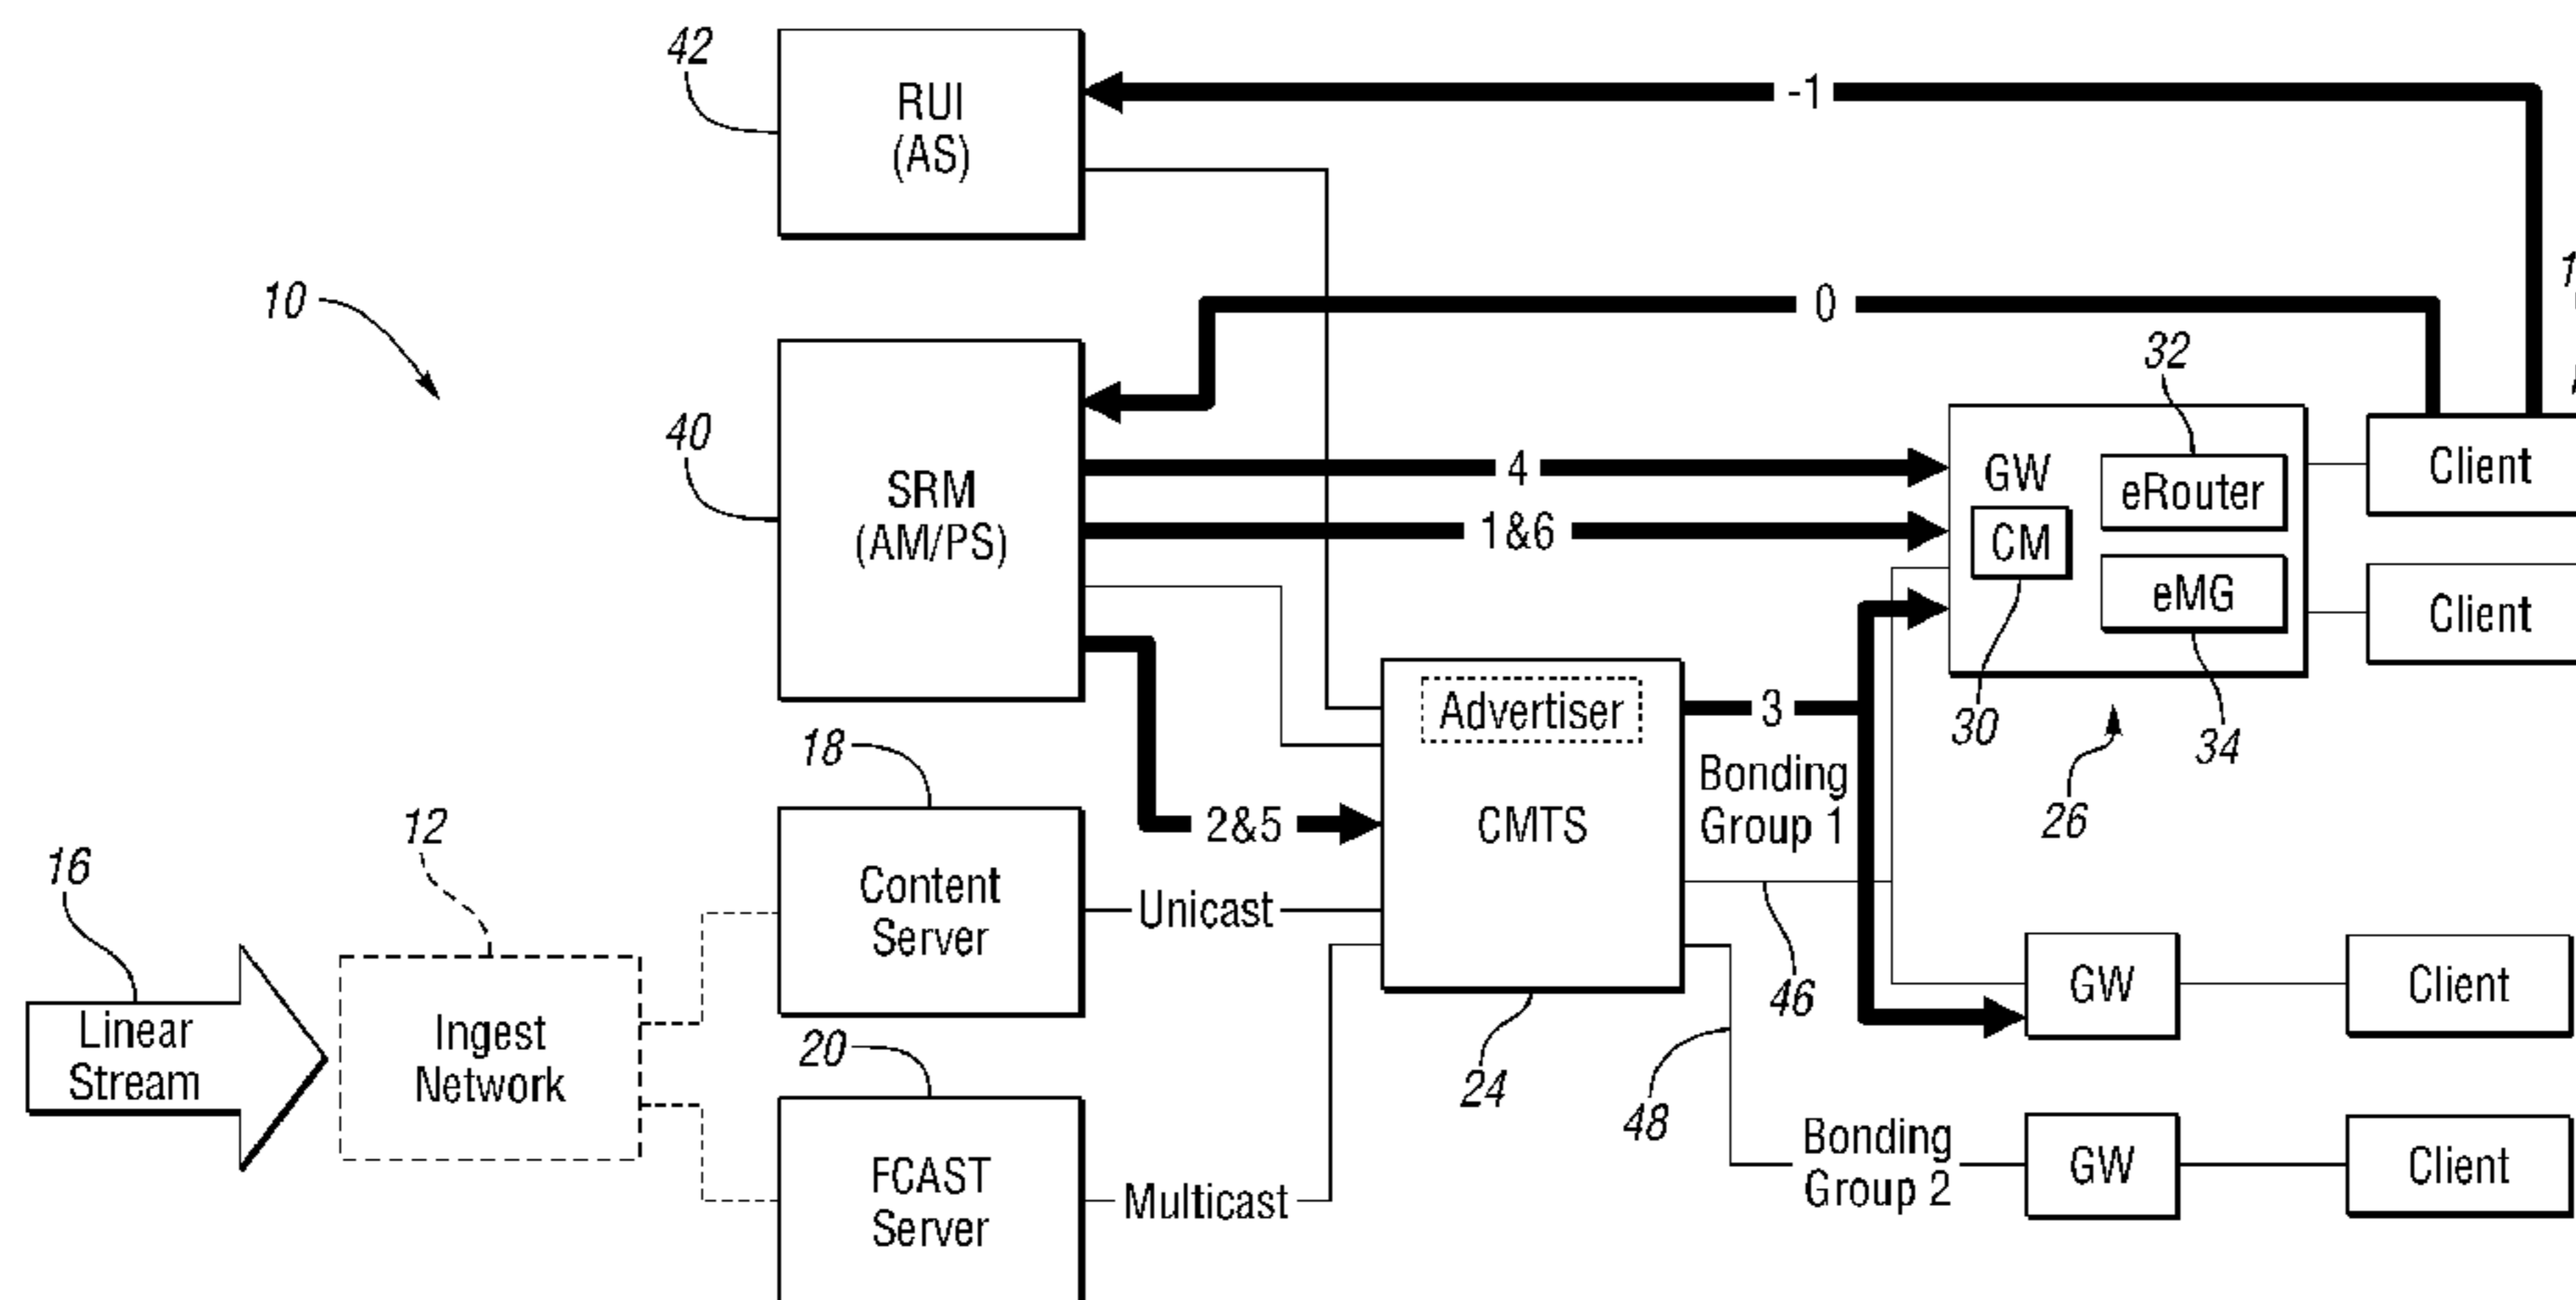 42
RUI
(AS)
-1
10
0
1
40
SRM
(AM/PS)
4
1&6
32
GW
eRouter
CM
eMG
Client
Client
30
34
26
2&5
Advertiser
CMTS
3
Bonding
Group 1
18
Content
Server
Unicast
16
Linear
Stream
12
Ingest
Network
20
FCAST
Server
Multicast
24
46
48
GW
Client
Bonding
Group 2
GW
Client